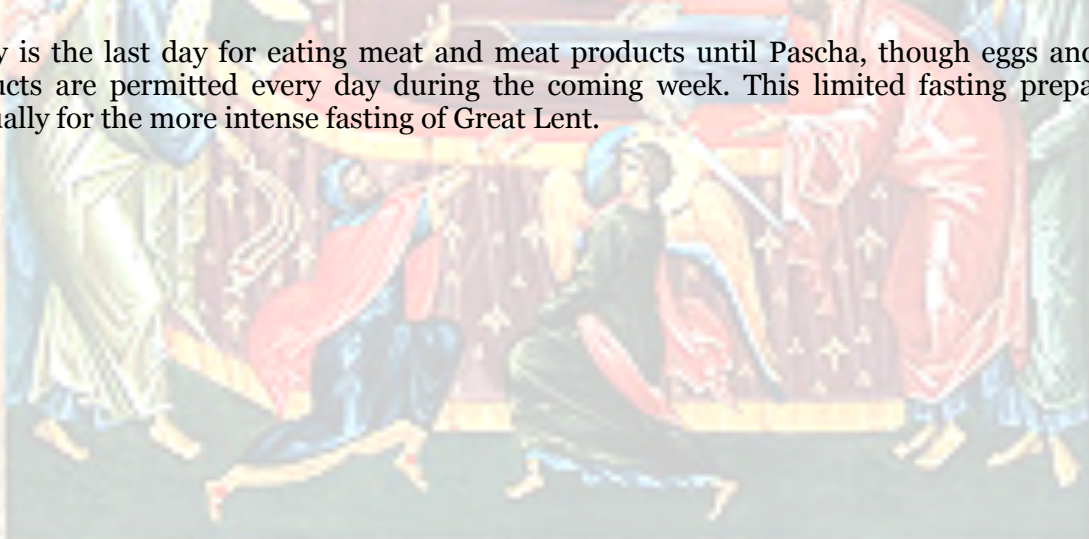 y is the last day for eating meat and meat products until Pascha, though eggs and
ucts are permitted every day during the coming week. This limited fasting prepa
ually for the more intense fasting of Great Lent.